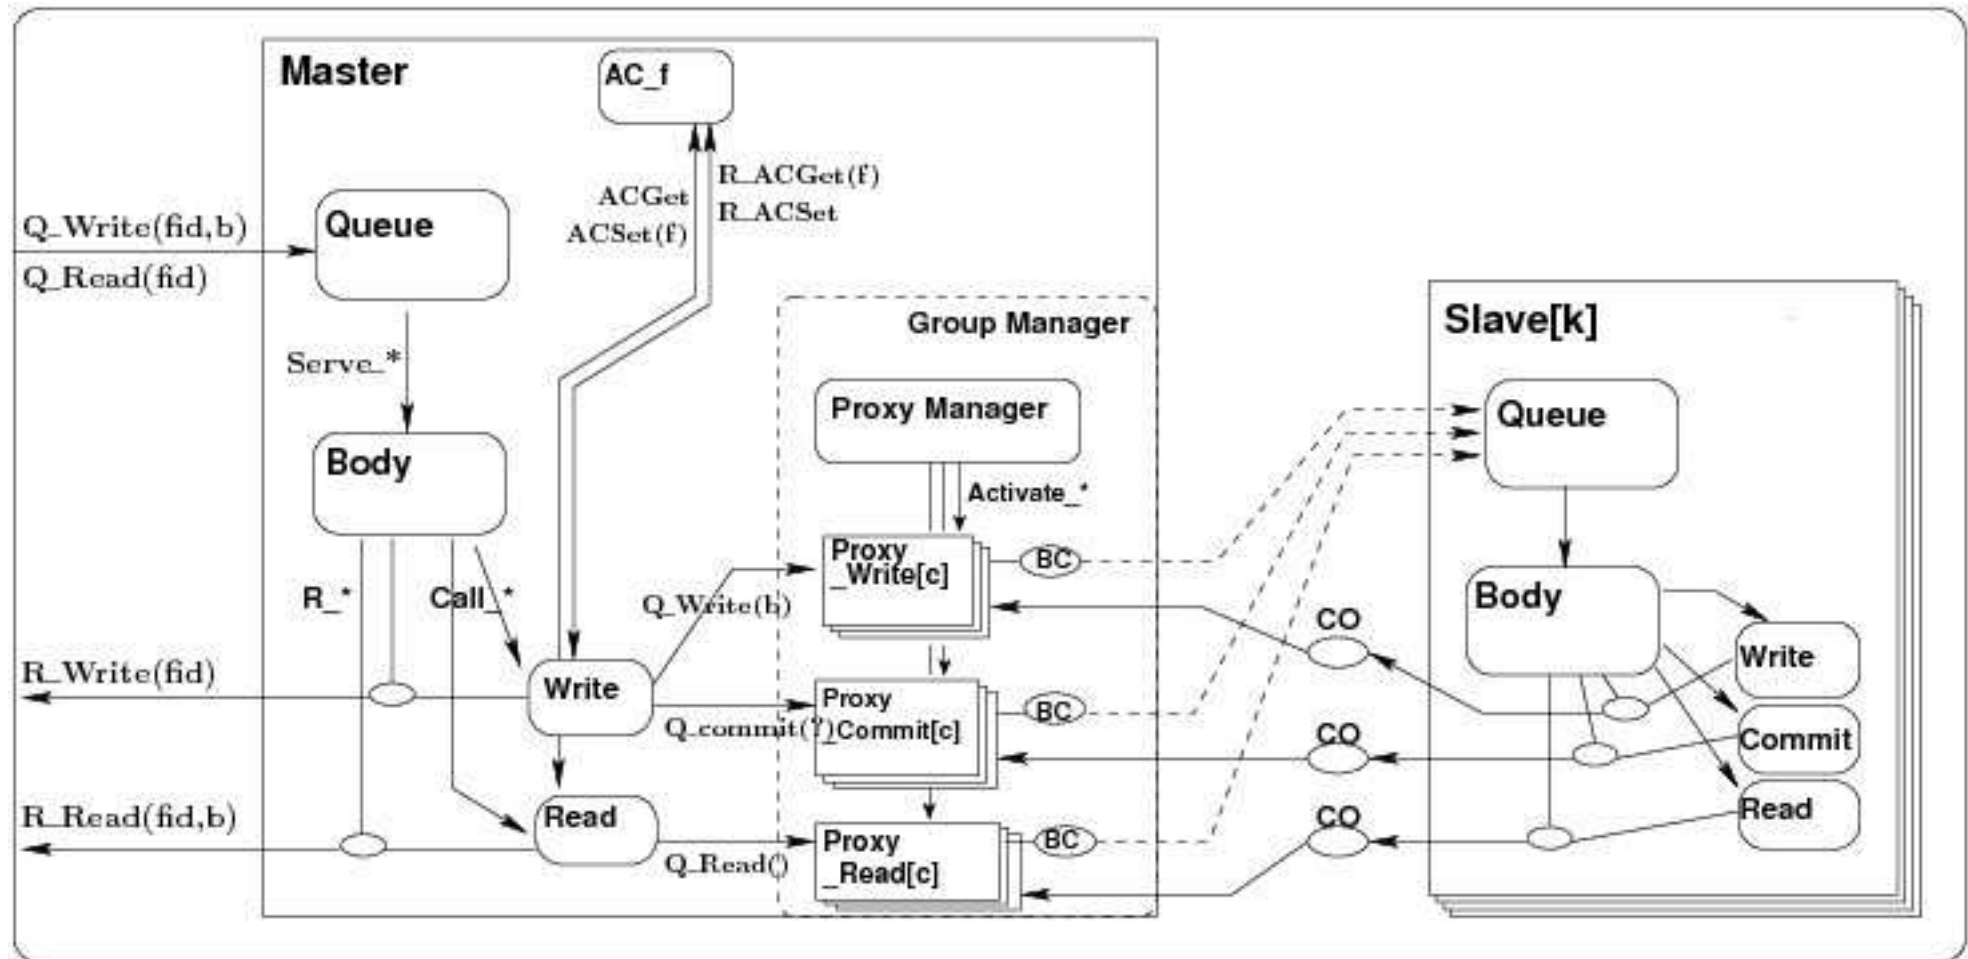 Master
AC_f
R_ACGet(f)
ACGet
R_ACSet
ACSet(f)
Queue
Q_Write(fid,b)
Q_Read(fid)
Group Manager
Slave[k]
Serve_*
Proxy Manager
Queue
Body
Activate_*
Proxy
_Write[c]
BC
R_*
Call_*
Q_Write(b)
Body
CO
Write
R_Write(fid)
Write
Proxy
_Commit[c]
BC
Q_commit(?)
CO
Commit
R_Read(fid,b)
Read
Proxy
_Read[c]
BC
Q_Read()
CO
Read